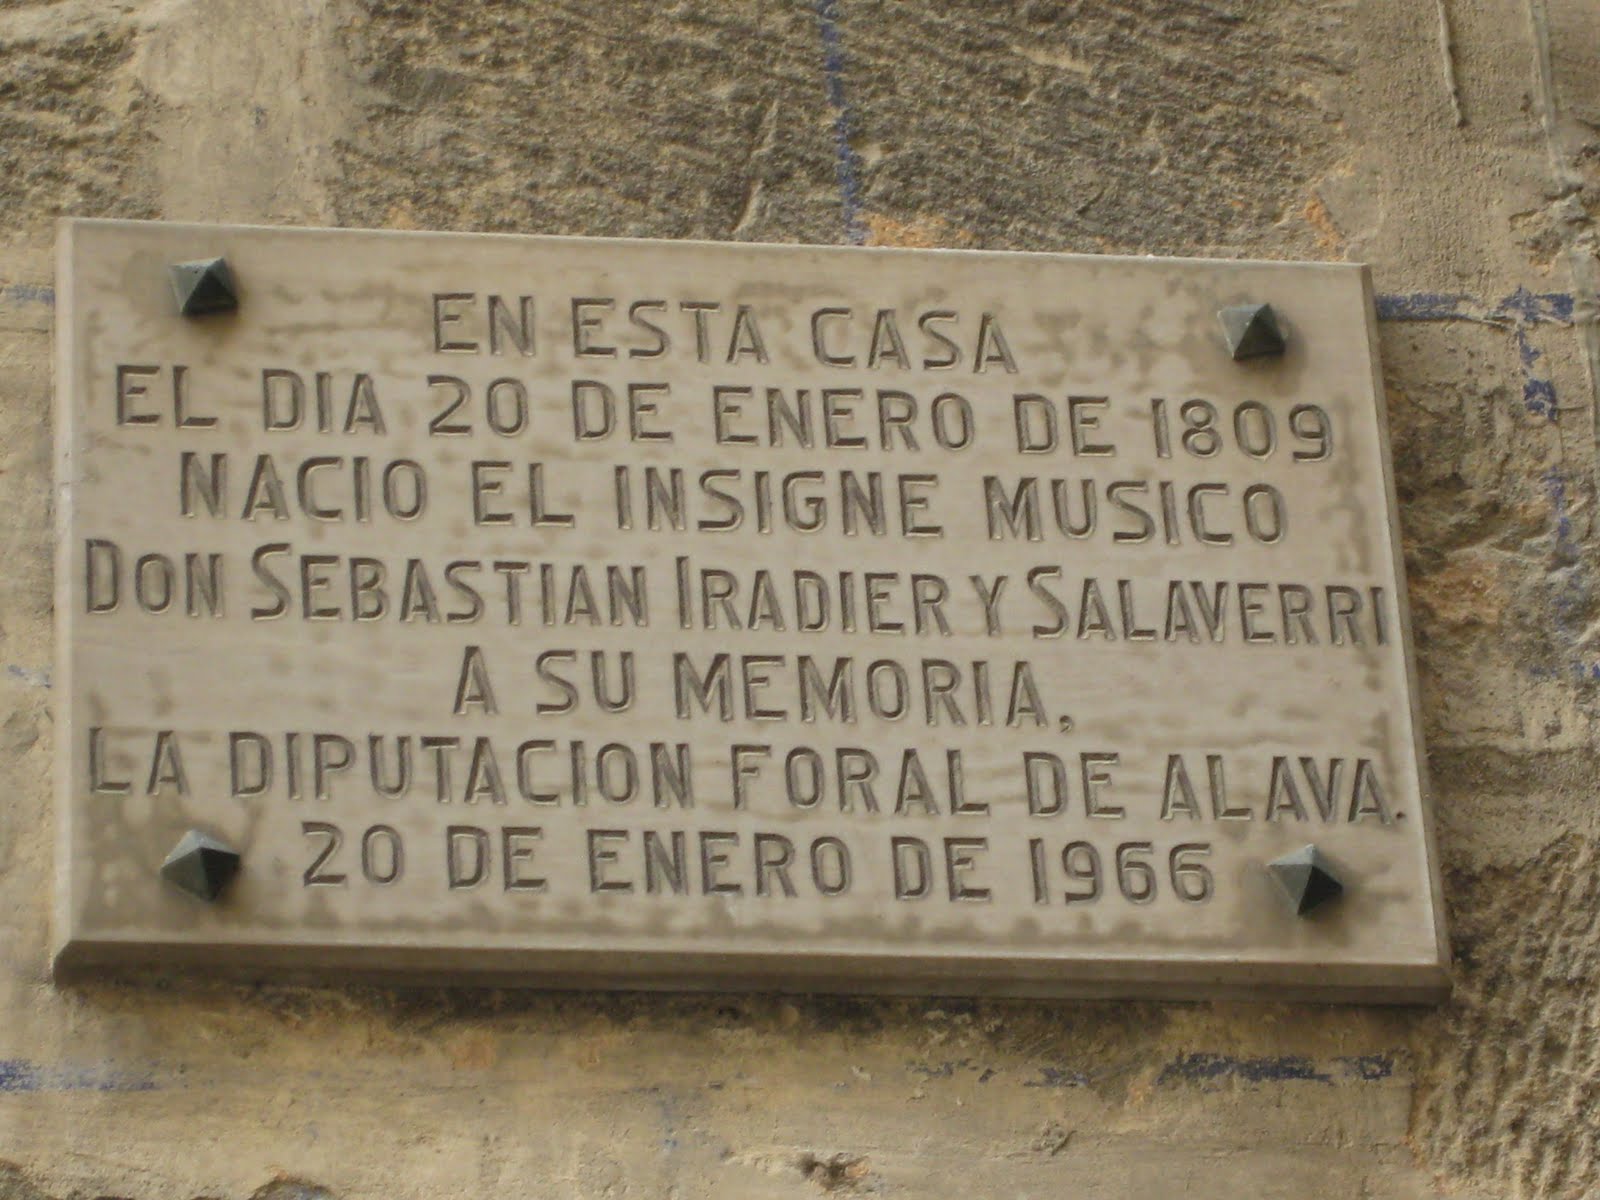 EN ESTA CASA
EL DIA 20 DE ENERO DE 1809
NACIO EL INSIGNE MUSICO
DON SEBASTIAN IRADIER Y SALAVERRI
A SU MEMORIA,
LA DIPUTACION FORAL DE ALAVA.
20 DE ENERO DE 1966